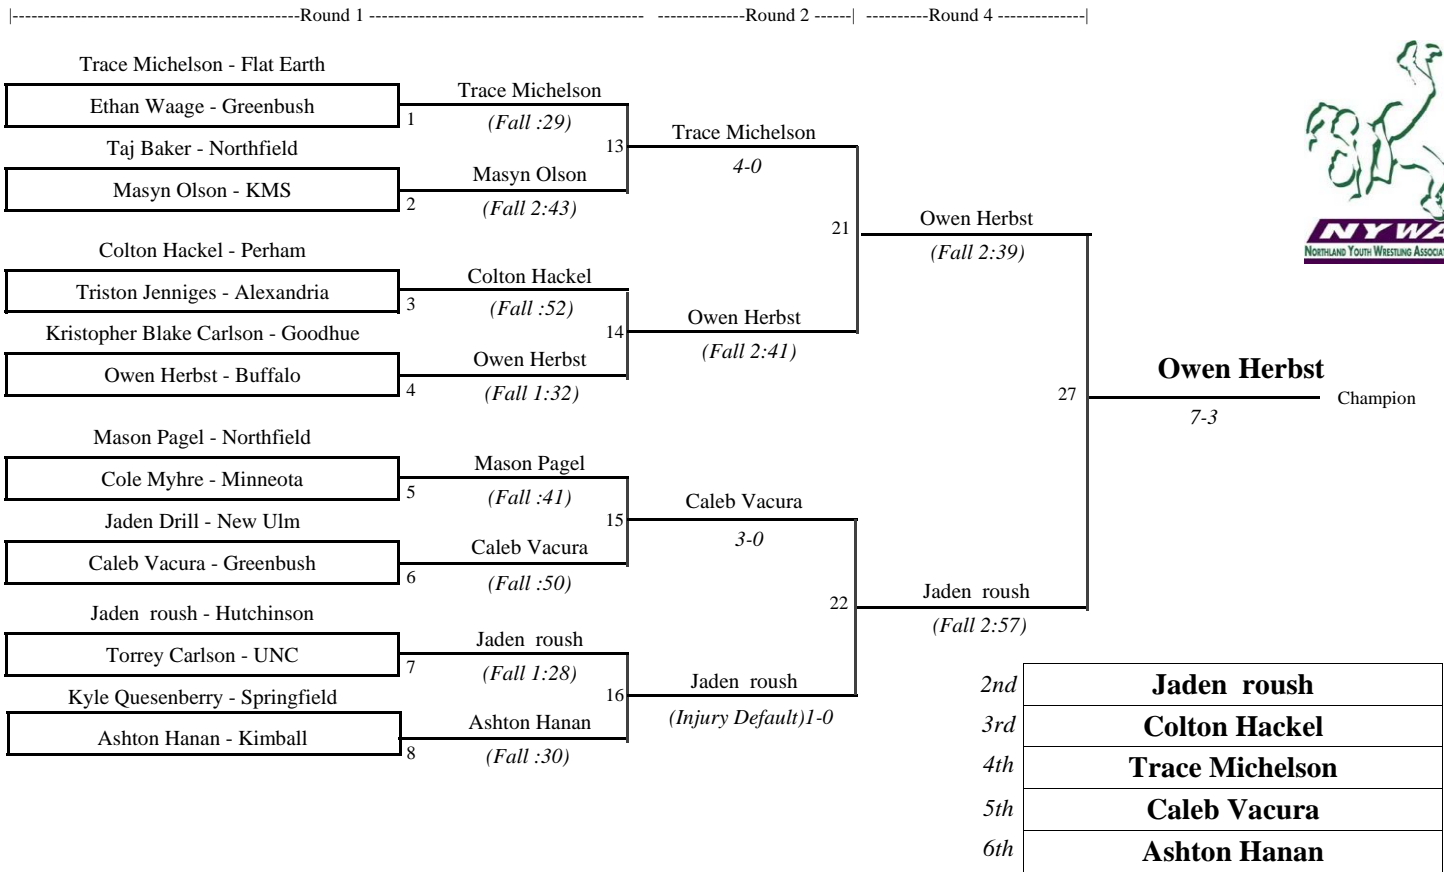 |------------------------------------------Round 1 ---------------------------------------- -------------Round 2 ------| ----------Round 4 -------------|
Trace Michelson - Flat Earth
Ethan Waage - Greenbush
1
Trace Michelson
(Fall :29)
Taj Baker - Northfield
Masyn Olson - KMS
2
Masyn Olson
(Fall 2:43)
13
Trace Michelson
4-0
Colton Hackel - Perham
Triston Jenniges - Alexandria
3
Colton Hackel
(Fall :52)
Kristopher Blake Carlson - Goodhue
Owen Herbst - Buffalo
4
Owen Herbst
(Fall 1:32)
14
Owen Herbst
(Fall 2:41)
21
Owen Herbst
(Fall 2:39)
Mason Pagel - Northfield
Cole Myhre - Minneota
5
Mason Pagel
(Fall :41)
Jaden Drill - New Ulm
Caleb Vacura - Greenbush
6
Caleb Vacura
(Fall :50)
15
Caleb Vacura
3-0
Jaden  roush - Hutchinson
Torrey Carlson - UNC
7
Jaden  roush
(Fall 1:28)
Kyle Quesenberry - Springfield
Ashton Hanan - Kimball
8
Ashton Hanan
(Fall :30)
16
Jaden  roush
(Injury Default)1-0
22
Jaden  roush
(Fall 2:57)
27
Owen Herbst
7-3
Champion
NYWA
NORTHLAND YOUTH WRESTLING
2nd Jaden  roush
3rd Colton Hackel
4th Trace Michelson
5th Caleb Vacura
6th Ashton Hanan